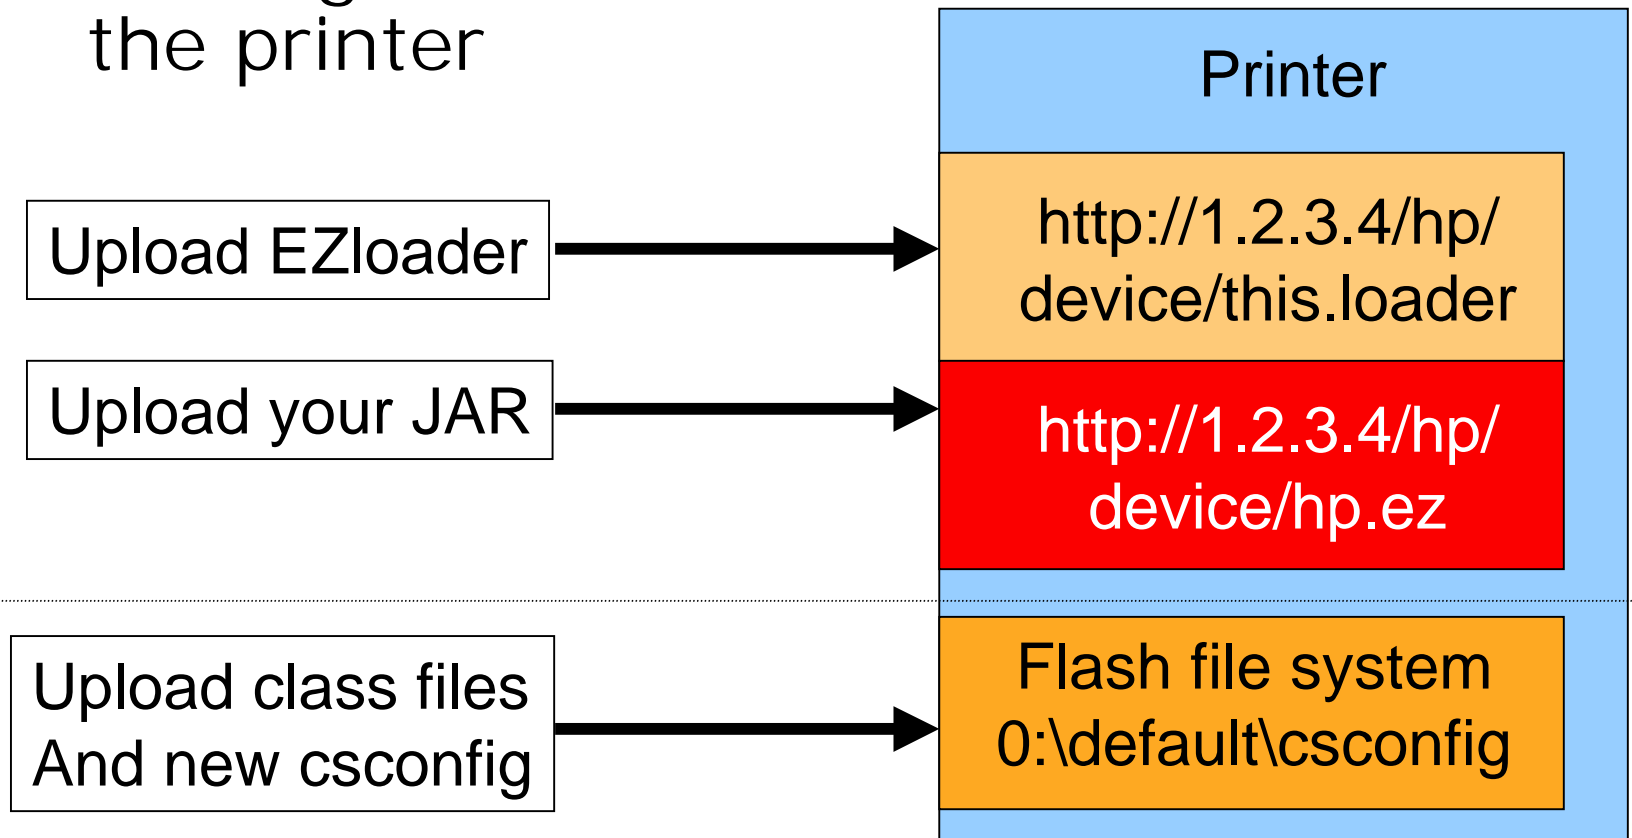 the printer
Printer
Upload EZloader
http://1.2.3.4/hp/
device/this.loader
Upload your JAR
http://1.2.3.4/hp/
device/hp.ez
Upload class files
And new csconfig
Flash file system
0:\default\csconfig